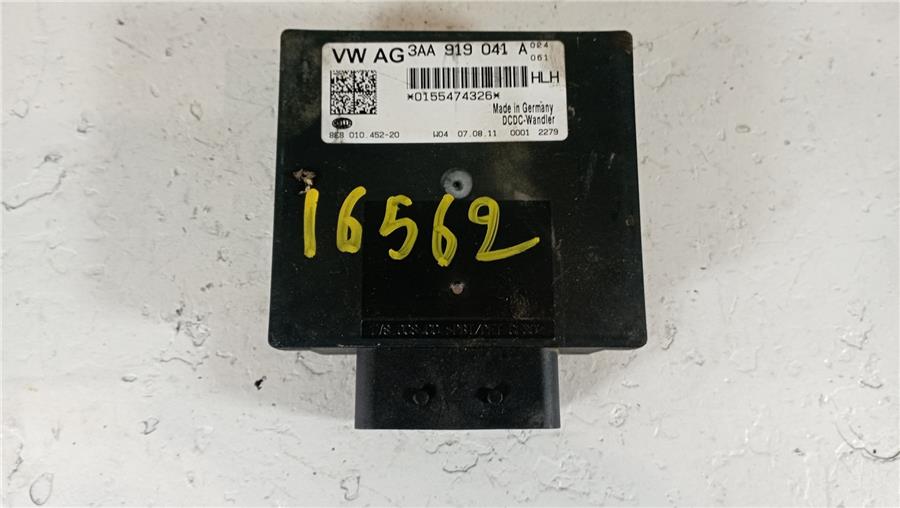 VW AG 3AA 919 041 A 024
061
HLH
*0155474326*
Made in Germany
DCDC-Wandler
8E8 010.452-20 W04 07.08.11 0001 2279
16562